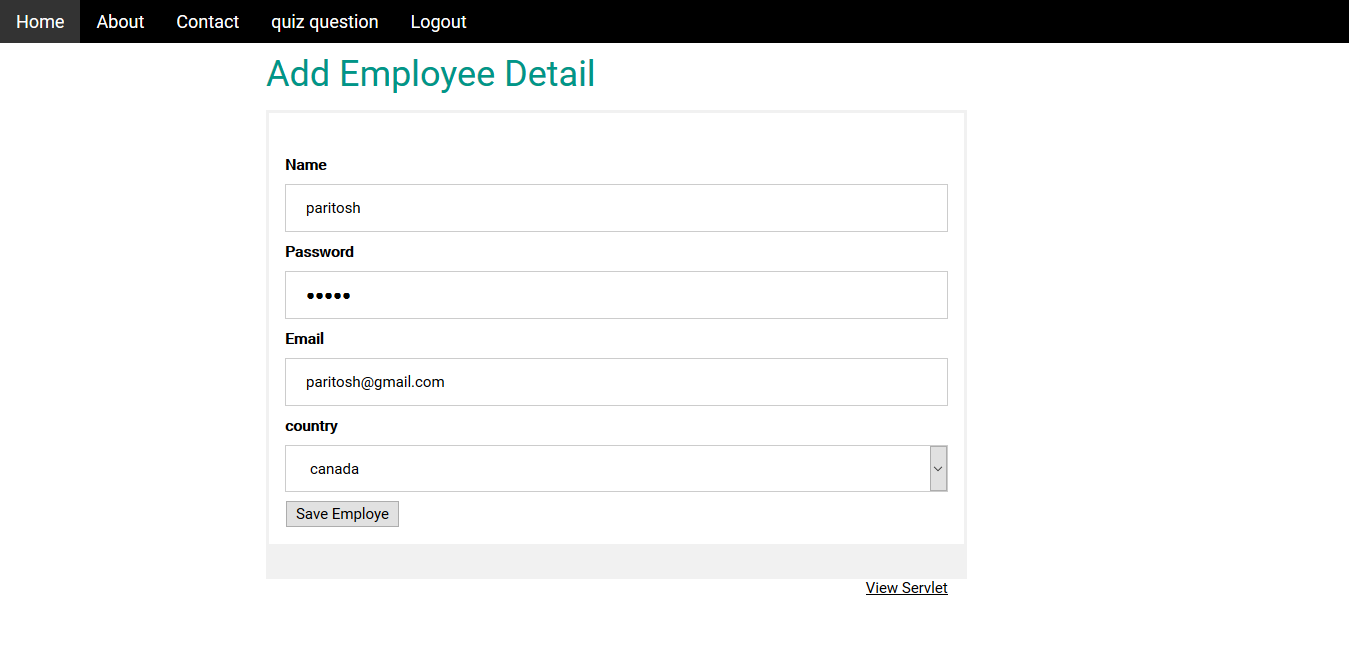 Home About Contact quiz question Logout
Add Employee Detail
Name
paritosh
Password
•••••
Email
paritosh@gmail.com
country
canada
Save Employe
View Servlet